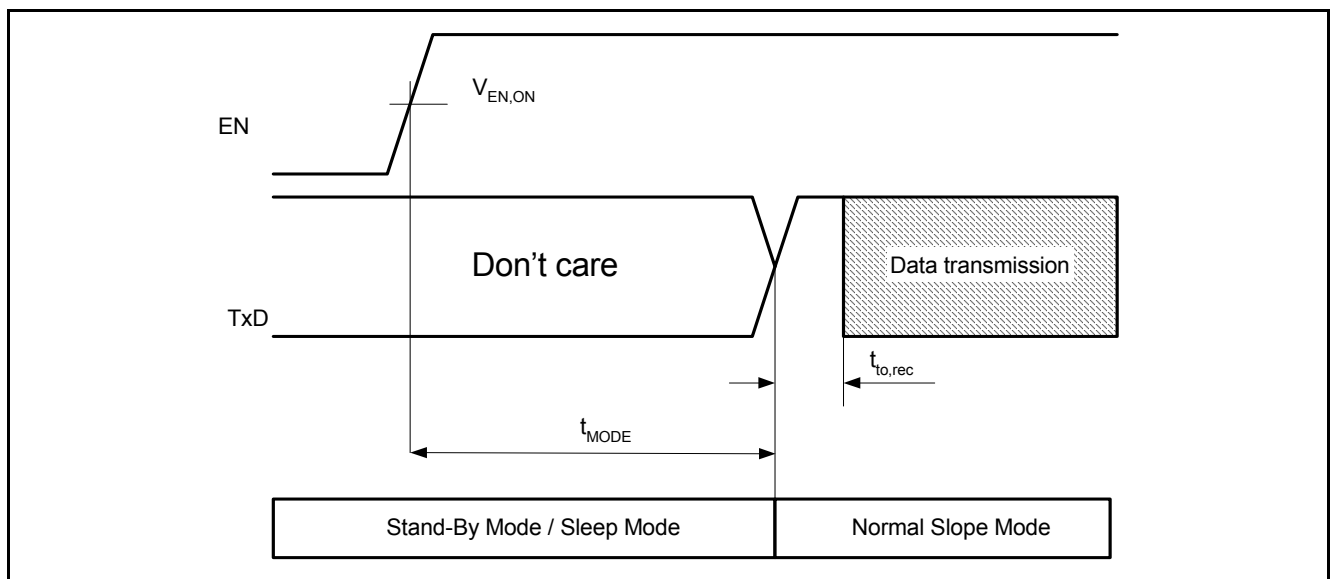 V_EN,ON
EN
Don't care
Data transmission
TxD
t_to,rec
t_MODE
Stand-By Mode / Sleep Mode
Normal Slope Mode